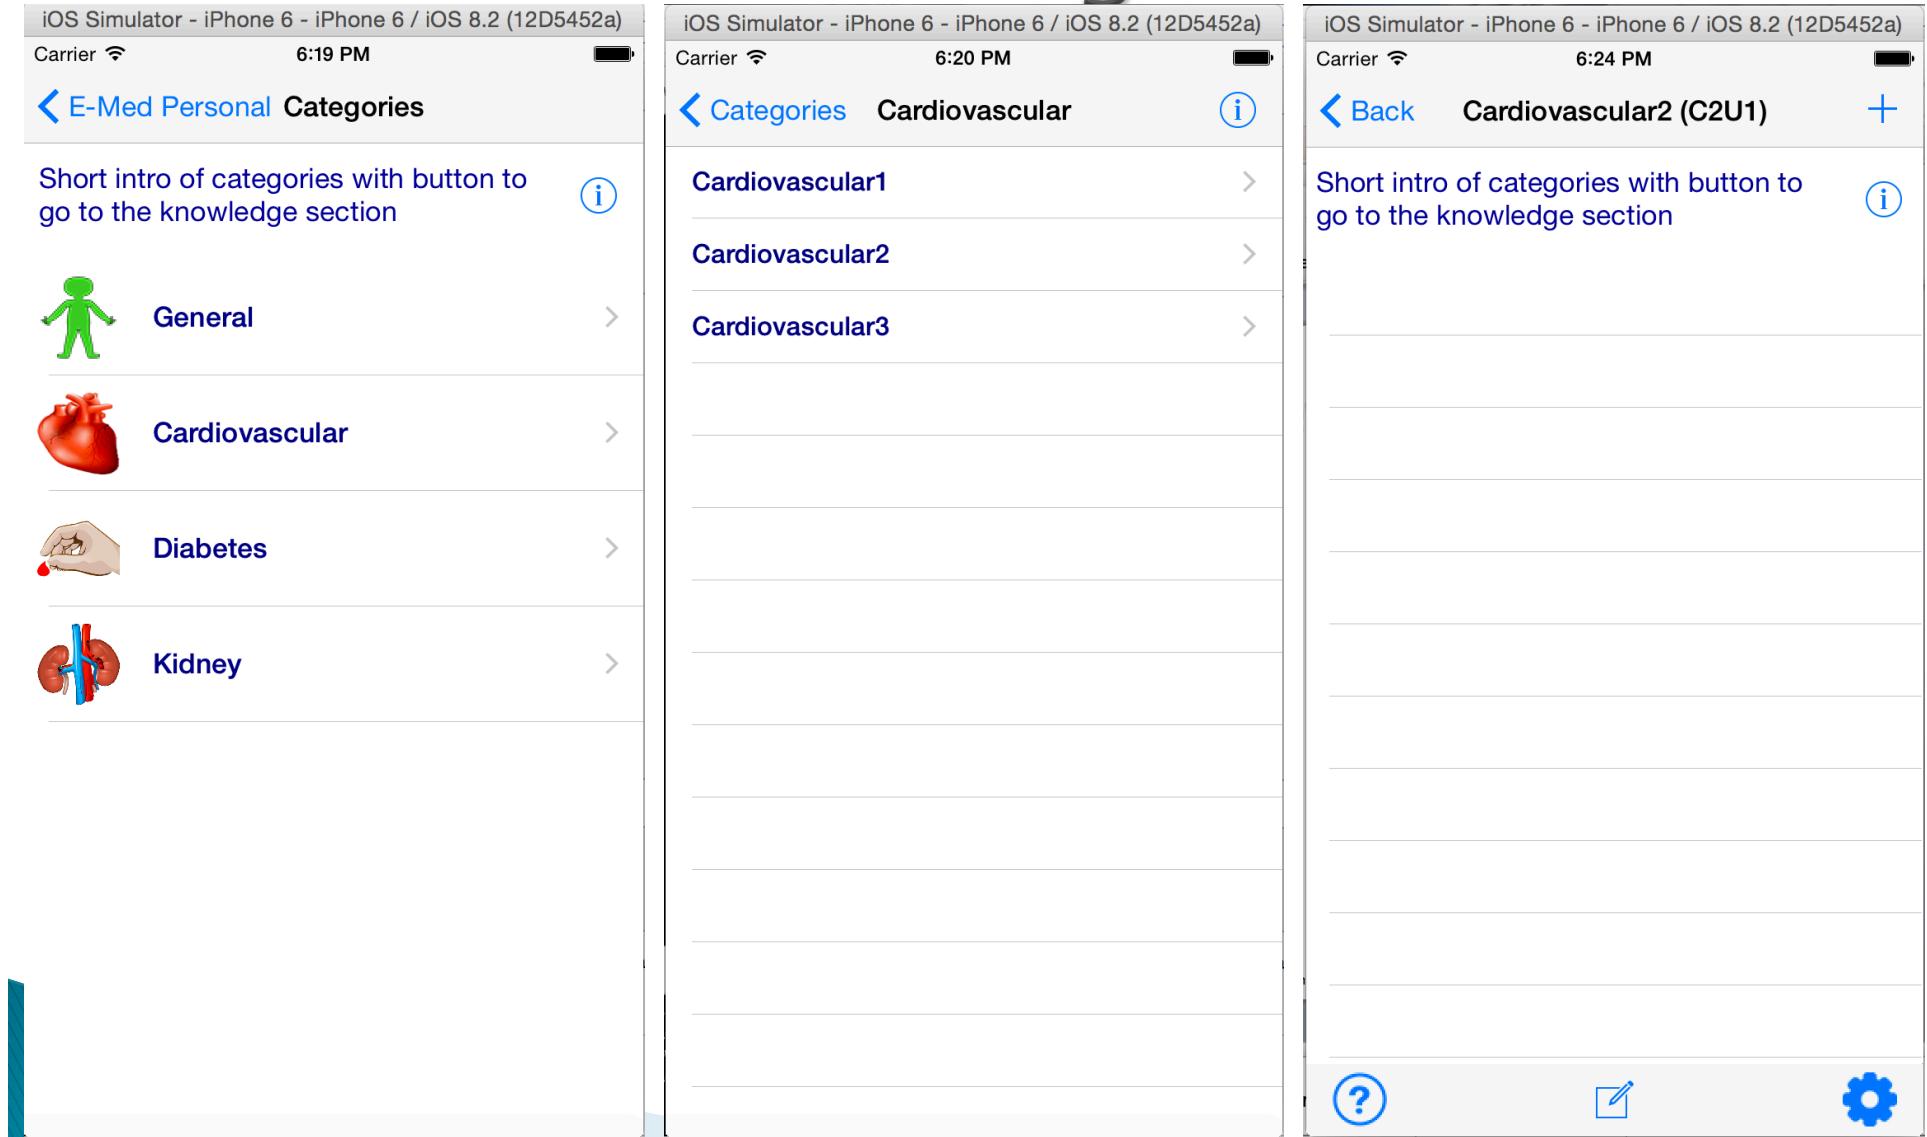 iOS Simulator - iPhone 6 - iPhone 6 / iOS 8.2 (12D5452a)
Carrier 6:19 PM
E-Med Personal Categories
Short intro of categories with button to
go to the knowledge section
General
Cardiovascular
Diabetes
Kidney
iOS Simulator - iPhone 6 - iPhone 6 / iOS 8.2 (12D5452a)
Carrier 6:20 PM
Categories Cardiovascular
Cardiovascular1
Cardiovascular2
Cardiovascular3
iOS Simulator - iPhone 6 - iPhone 6 / iOS 8.2 (12D5452a)
Carrier 6:24 PM
Back Cardiovascular2 (C2U1) +
Short intro of categories with button to
go to the knowledge section